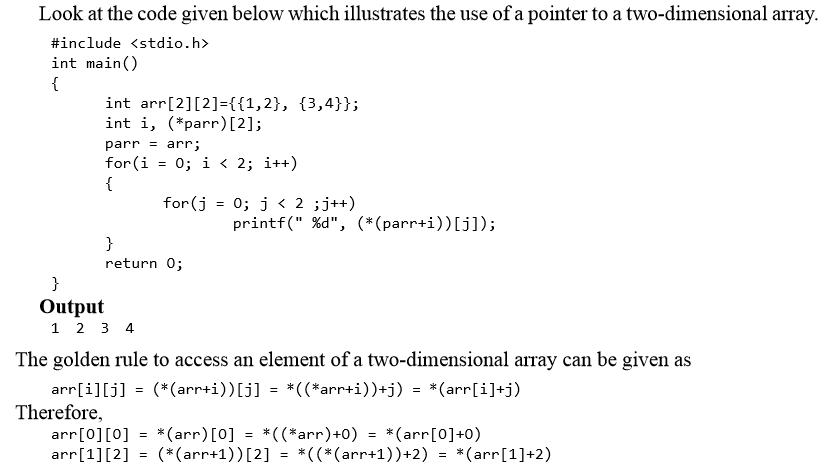 Look at the code given below which illustrates the use of a pointer to a two-dimensional array.
#include <stdio.h>
int main()
{
int arr[2][2]={{1,2}, {3,4}};
int i, (*parr)[2];
parr = arr;
for(i = 0; i < 2; i++)
{
for(j = 0; j < 2 ;j++)
printf(" %d", (*(parr+i))[j]);
}
return 0;
}
Output
1 2 3 4
The golden rule to access an element of a two-dimensional array can be given as
arr[i][j] = (*(arr+i))[j] = *((*arr+i))+j) = *(arr[i]+j)
Therefore,
arr[0][0] = *(arr)[0] = *((*arr)+0) = *(arr[0]+0)
arr[1][2] = (*(arr+1))[2] = *((*(arr+1))+2) = *(arr[1]+2)